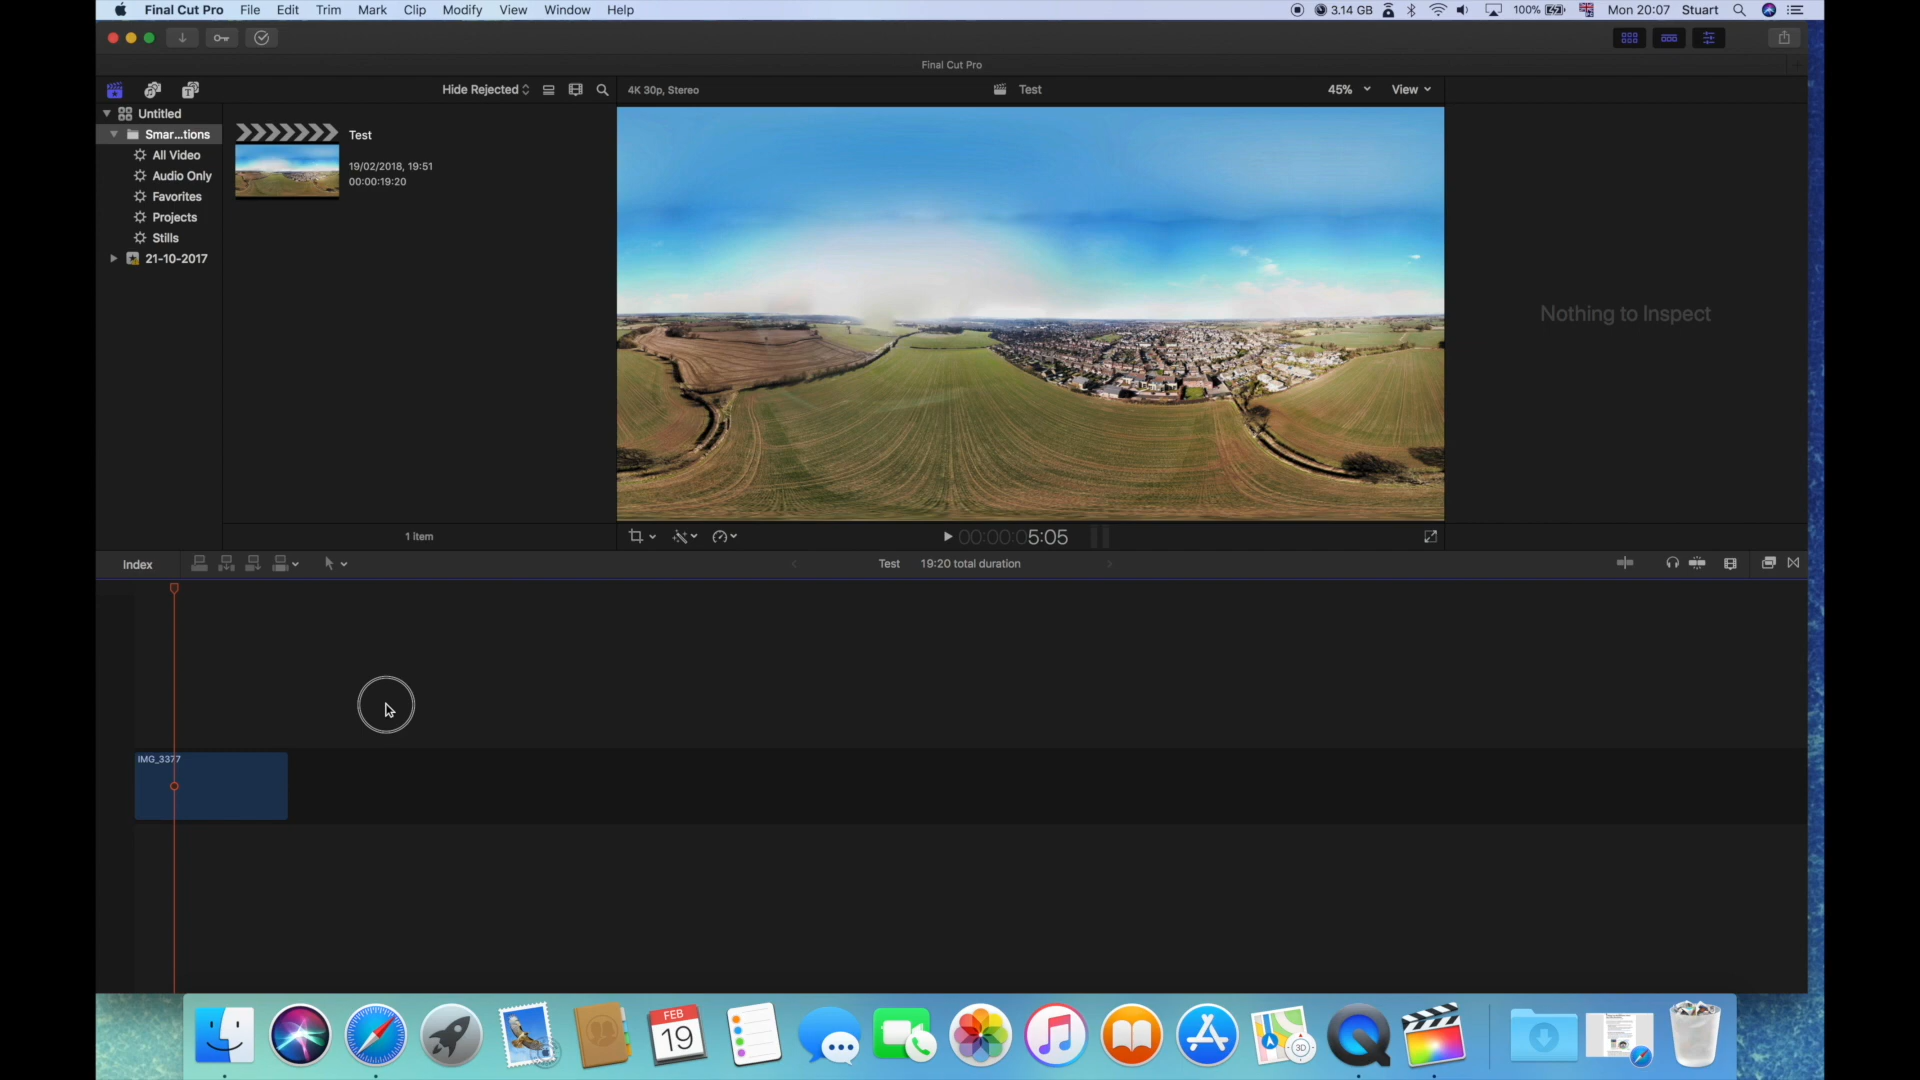 Final Cut Pro File Edit Trim Mark Clip Modify View Window Help
3.14 GB 100% Mon 20:07 Stuart
Final Cut Pro
Hide Rejected
4K 30p, Stereo
Test
45% View
Untitled
Smar...tions
All Video
Audio Only
Favorites
Projects
Stills
21-10-2017
Test
19/02/2018, 19:51
00:00:19:20
Nothing to Inspect
1 item
00:00:05:05
Index
Test 19:20 total duration
IMG_3377
FEB
19
3D